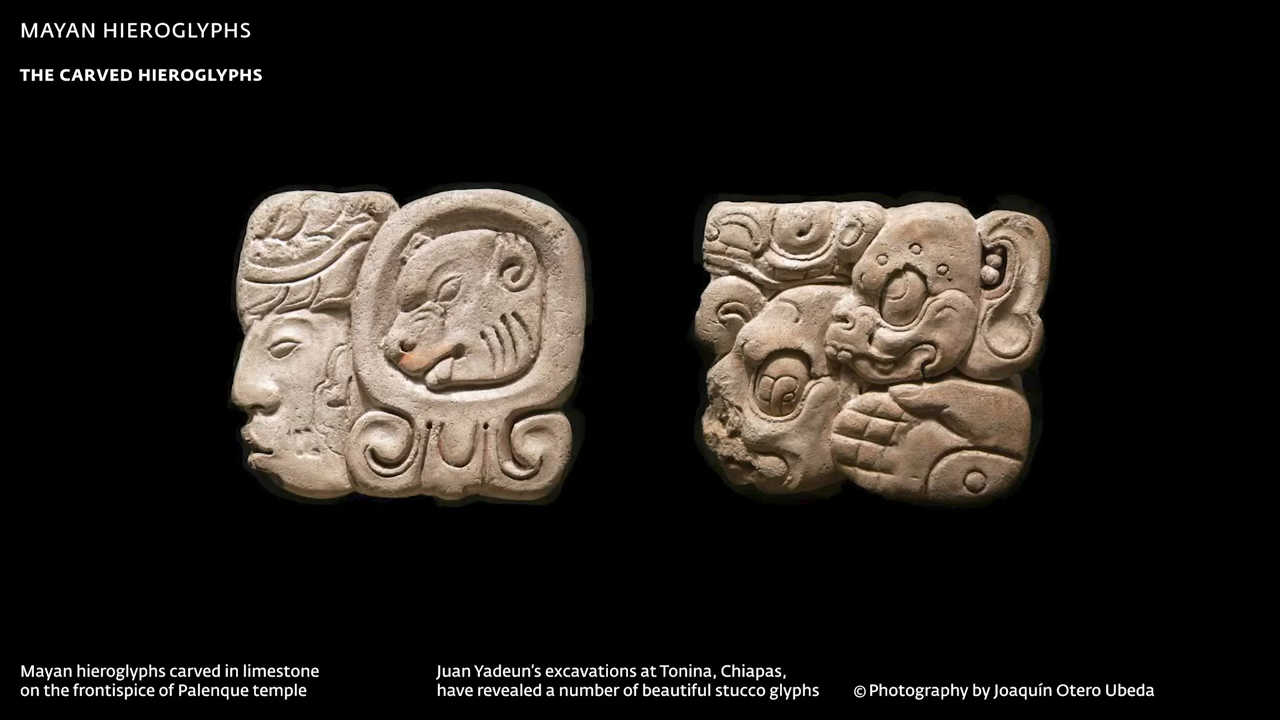 MAYAN HIEROGLYPHS
THE CARVED HIEROGLYPHS
Mayan hieroglyphs carved in limestone
on the frontispice of Palenque temple
Juan Yadeun's excavations at Tonina, Chiapas,
have revealed a number of beautiful stucco glyphs
© Photography by Joaquín Otero Ubeda